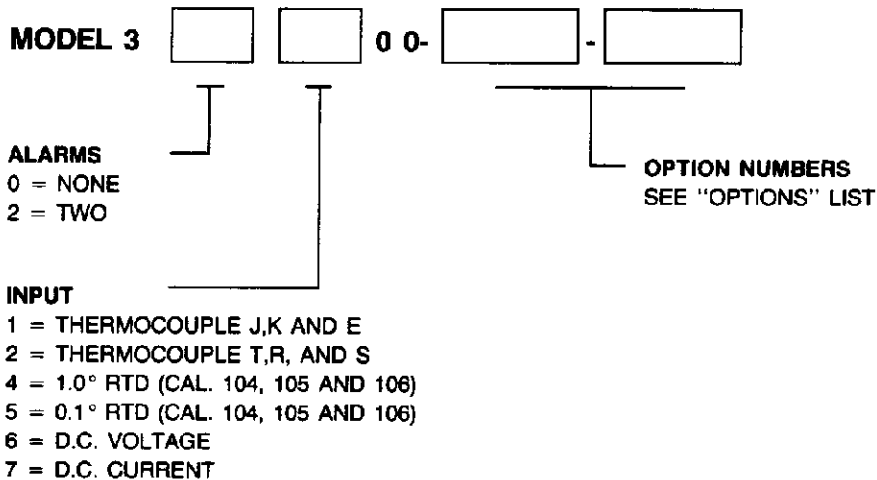 MODEL 3 0 0- -
ALARMS
0 = NONE
2 = TWO
OPTION NUMBERS
SEE "OPTIONS" LIST
INPUT
1 = THERMOCOUPLE J,K AND E
2 = THERMOCOUPLE T,R, AND S
4 = 1.0° RTD (CAL. 104, 105 AND 106)
5 = 0.1° RTD (CAL. 104, 105 AND 106)
6 = D.C. VOLTAGE
7 = D.C. CURRENT